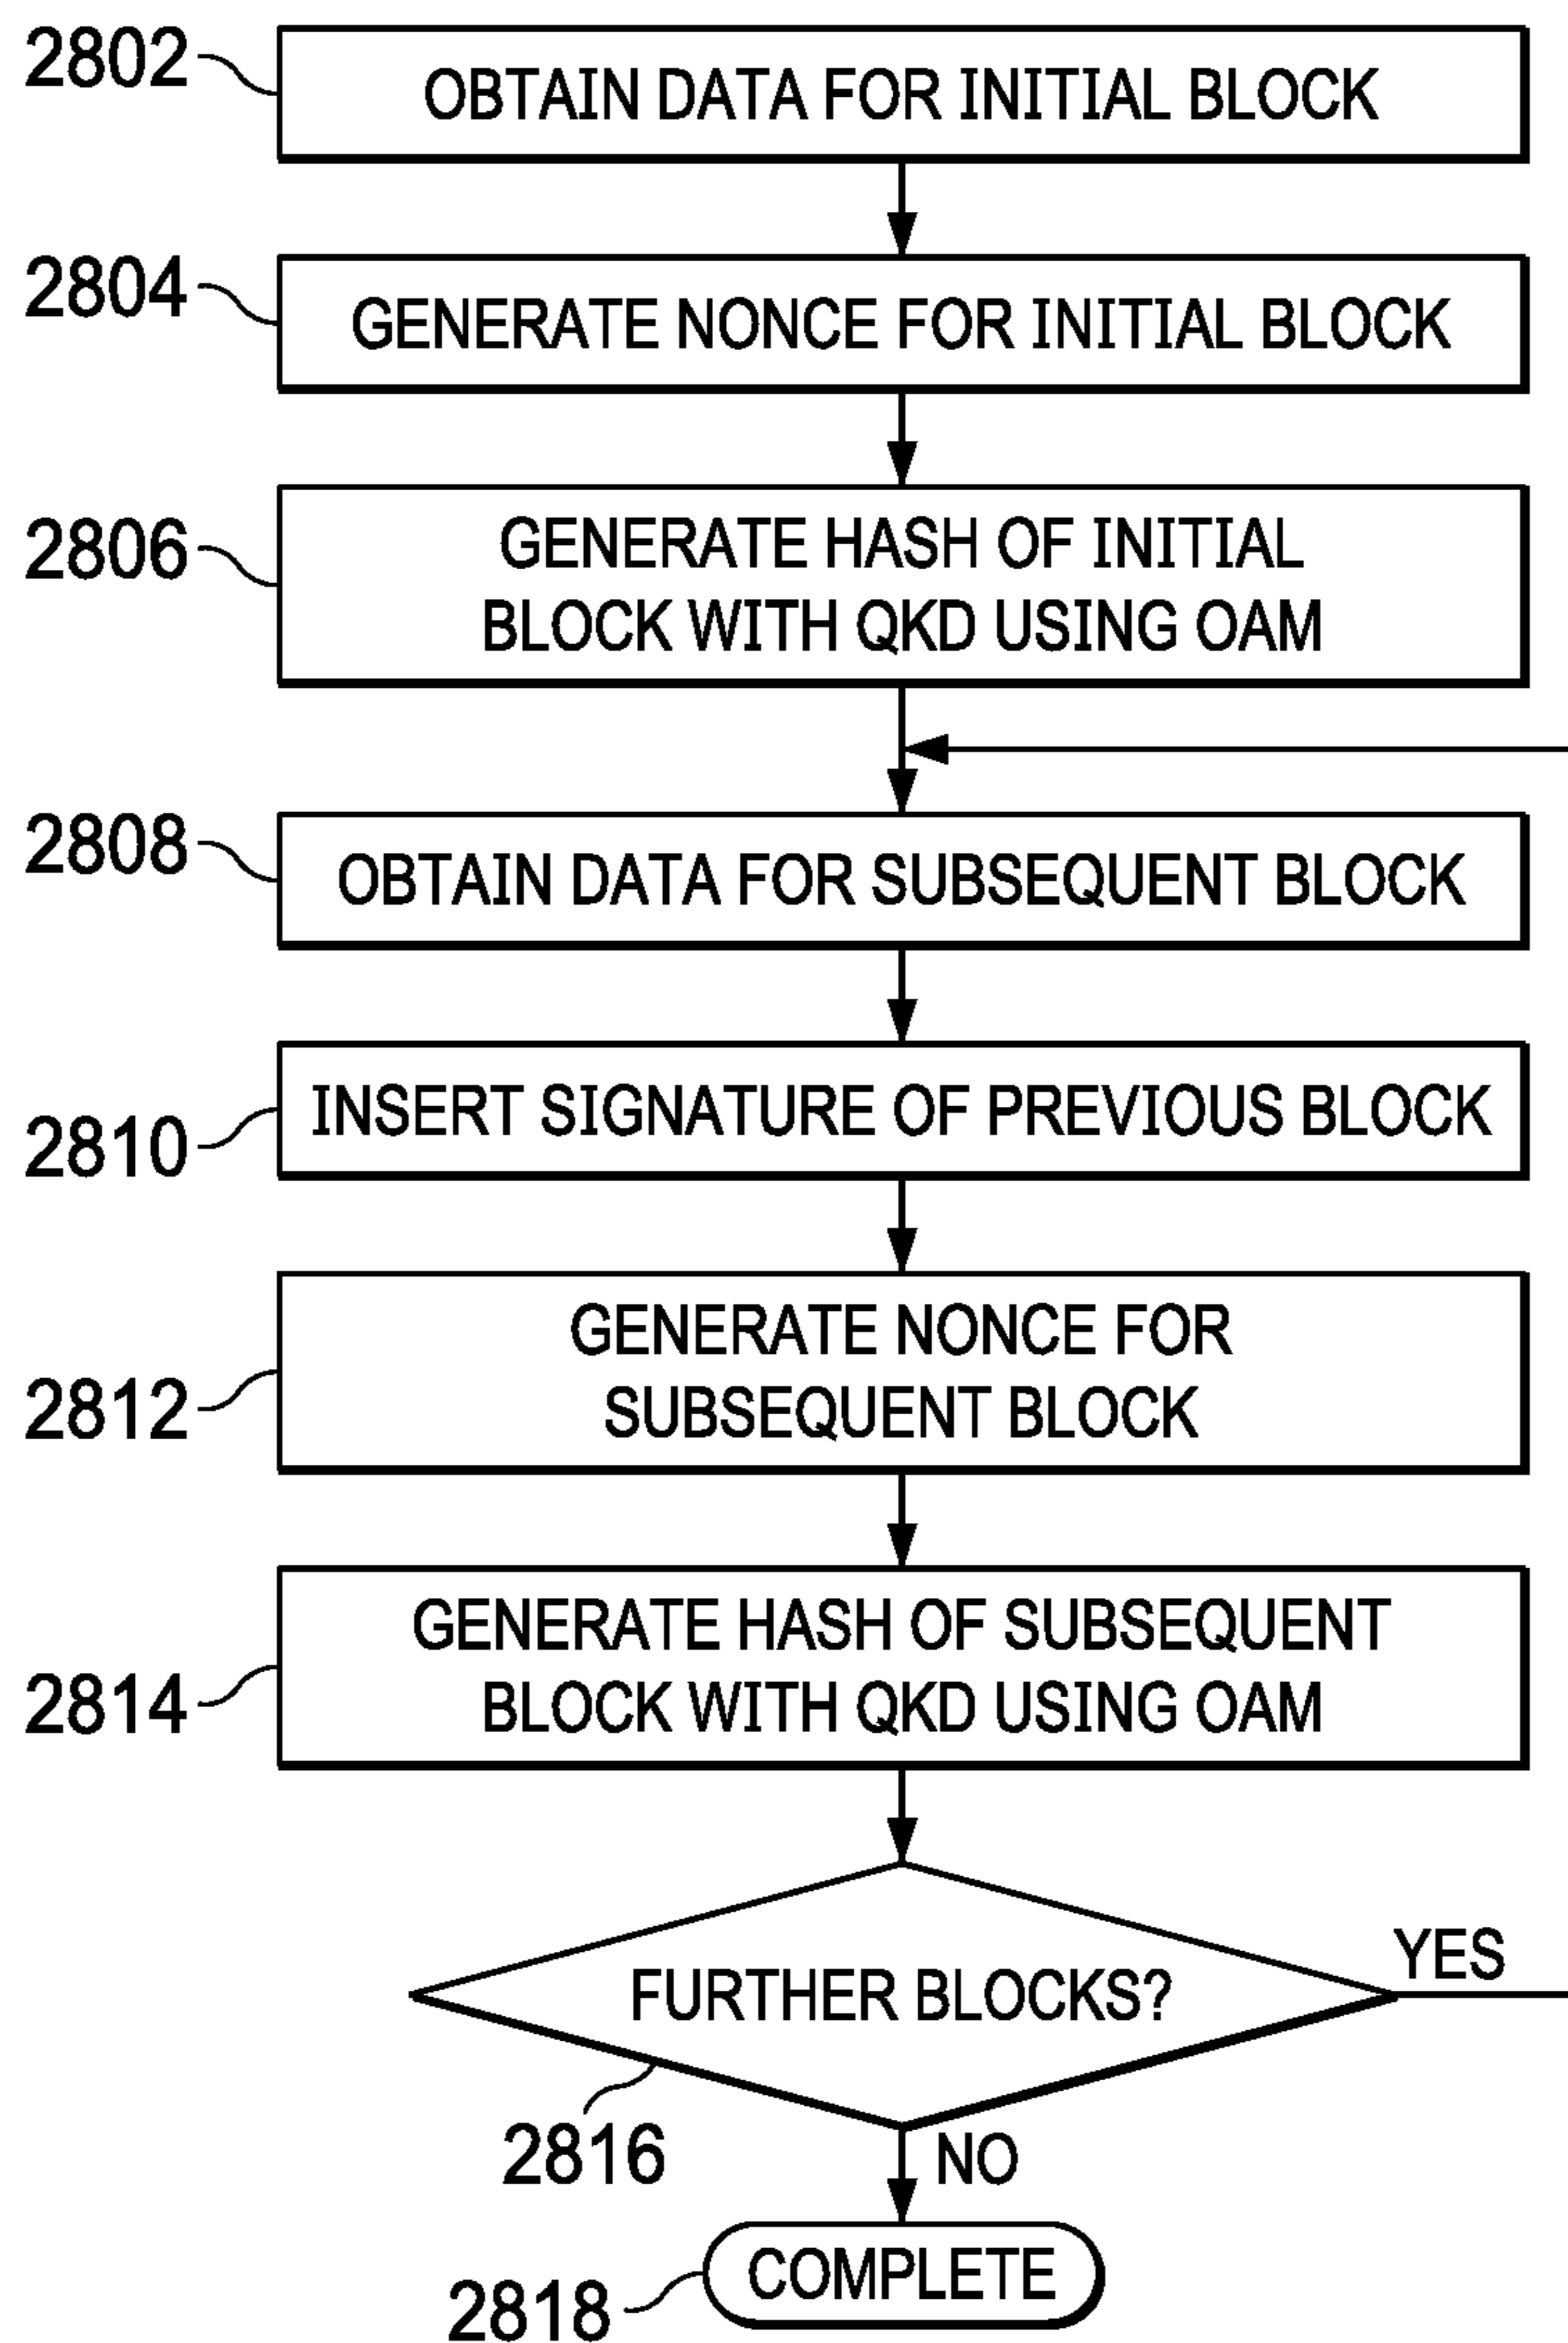 2802
OBTAIN DATA FOR INITIAL BLOCK
2804
GENERATE NONCE FOR INITIAL BLOCK
2806
GENERATE HASH OF INITIAL
BLOCK WITH QKD USING OAM
2808
OBTAIN DATA FOR SUBSEQUENT BLOCK
2810
INSERT SIGNATURE OF PREVIOUS BLOCK
2812
GENERATE NONCE FOR
SUBSEQUENT BLOCK
2814
GENERATE HASH OF SUBSEQUENT
BLOCK WITH QKD USING OAM
YES
FURTHER BLOCKS?
2816
NO
COMPLETE
2818